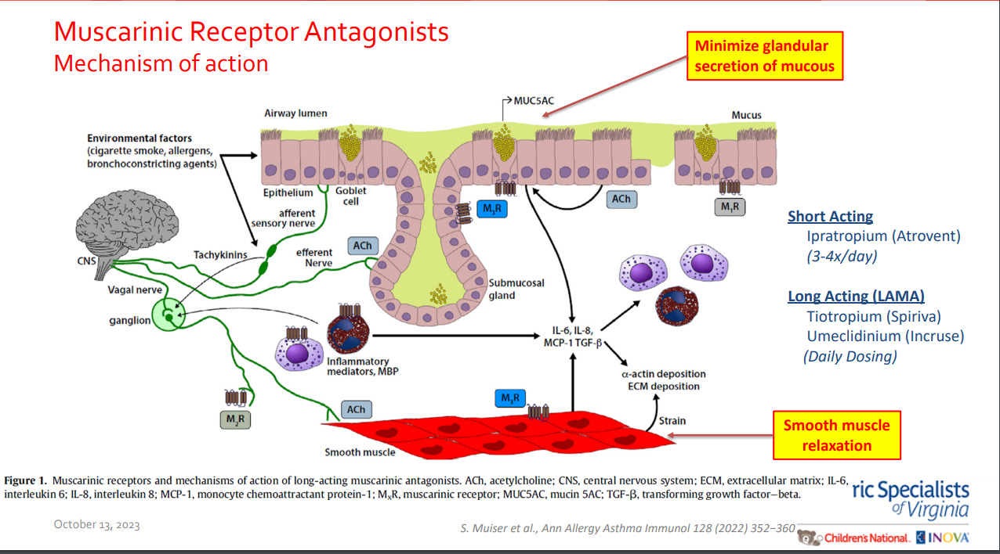 Muscarinic Receptor Antagonists
Mechanism of action
Minimize glandular
secretion of mucous
MUC5AC
Airway lumen
Mucus
Environmental factors
(cigarette smoke, allergens,
bronchoconstricting agents)
Epithelium
Goblet
cell
afferent
sensory nerve
M3R
ACh
M1R
CNS
Tachykinins
efferent
Nerve
ACh
Vagal nerve
ganglion
Submucosal
gland
Inflammatory
mediators, MBP
IL-6, IL-8,
MCP-1 TGF-β
α-actin deposition
ECM deposition
M2R
ACh
M3R
Strain
Smooth muscle
Short Acting
Ipratropium (Atrovent)
(3-4x/day)
Long Acting (LAMA)
Tiotropium (Spiriva)
Umeclidinium (Incruse)
(Daily Dosing)
Smooth muscle
relaxation
Figure 1. Muscarinic receptors and mechanisms of action of long-acting muscarinic antagonists. ACh, acetylcholine; CNS, central nervous system; ECM, extracellular matrix; IL-6,
interleukin 6; IL-8, interleukin 8; MCP-1, monocyte chemoattractant protein-1; MxR, muscarinic receptor; MUC5AC, mucin 5AC; TGF-β, transforming growth factor−beta.
ric Specialists
of Virginia
October 13, 2023
S. Muiser et al., Ann Allergy Asthma Immunol 128 (2022) 352−360
Children's National.
INOVA